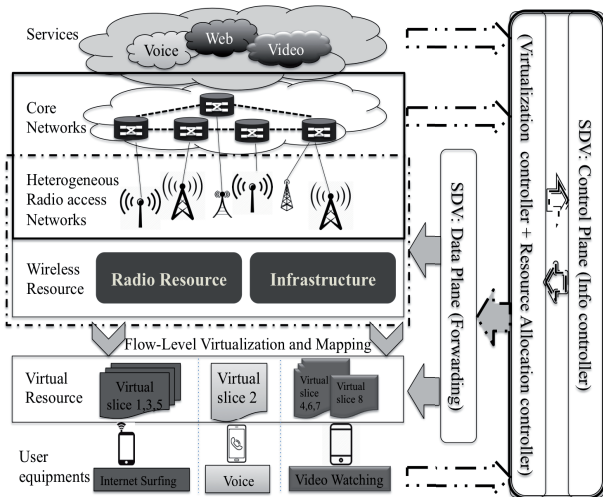 Services
Voice
Web
Video
Core
Networks
Heterogeneous
Radio access
Networks
Wireless
Resource
Radio Resource
Infrastructure
Flow-Level Virtualization and Mapping
Virtual
Resource
Virtual
slice 1,3,5
Virtual
slice 2
Virtual
slice
4,6,7
Virtual
slice 8
User
equipments
Internet Surfing
Voice
Video Watching
SDV: Data Plane (Forwarding)
SDV: Control Plane (Info controller)
(Virtualization controller + Resource Allocation controller)